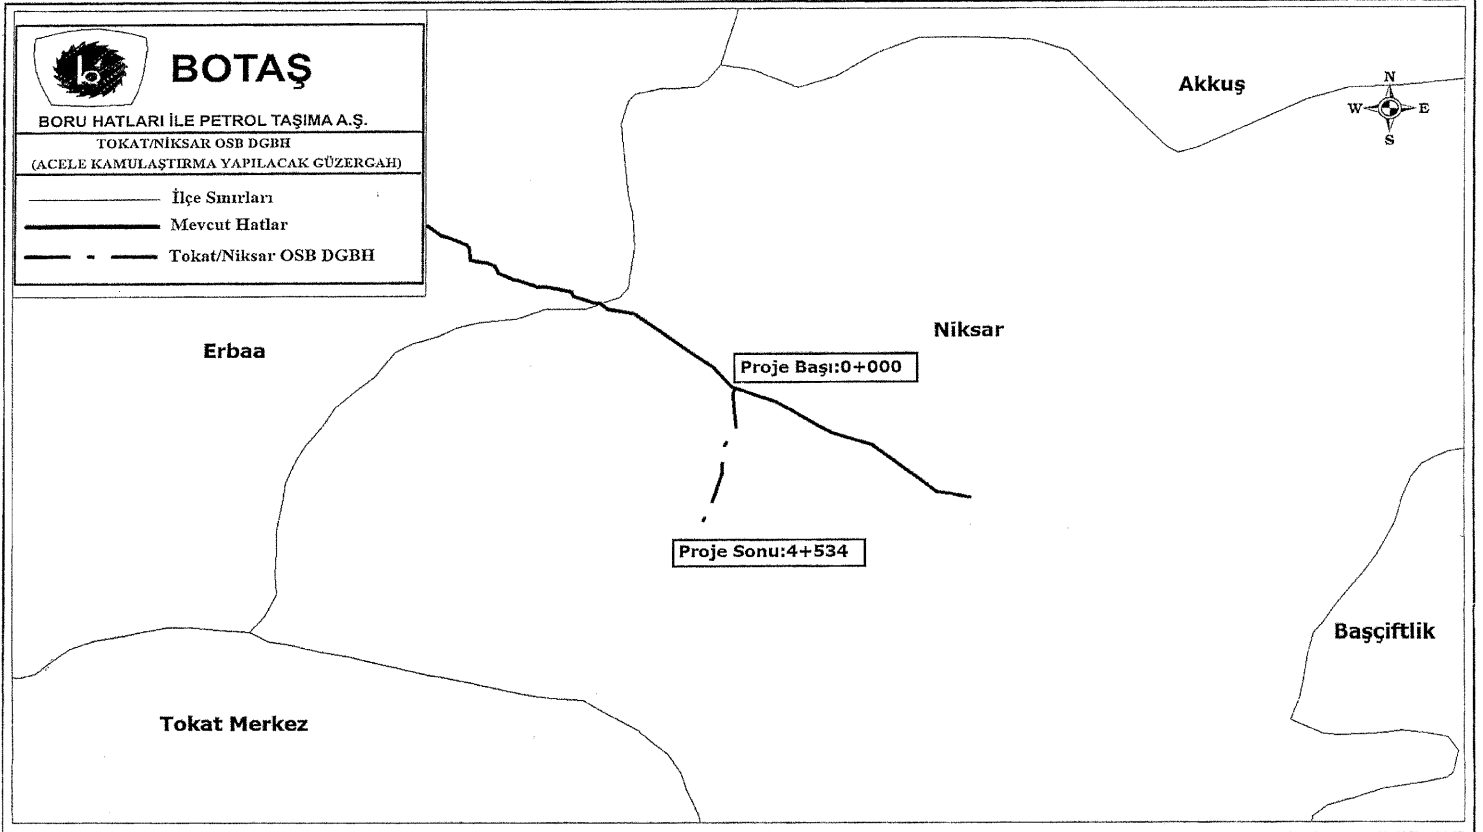 BOTAŞ
BORU HATLARI İLE PETROL TAŞIMA A.Ş.
TOKAT/NİKSAR OSB DGBH
(ACELE KAMULAŞTIRMA YAPILACAK GÜZERGAH)
İlçe Sınırları
Mevcut Hatlar
Tokat/Niksar OSB DGBH
Akkuş
N
W E
S
Niksar
Erbaa
Proje Başı:0+000
Proje Sonu:4+534
Başçiftlik
Tokat Merkez